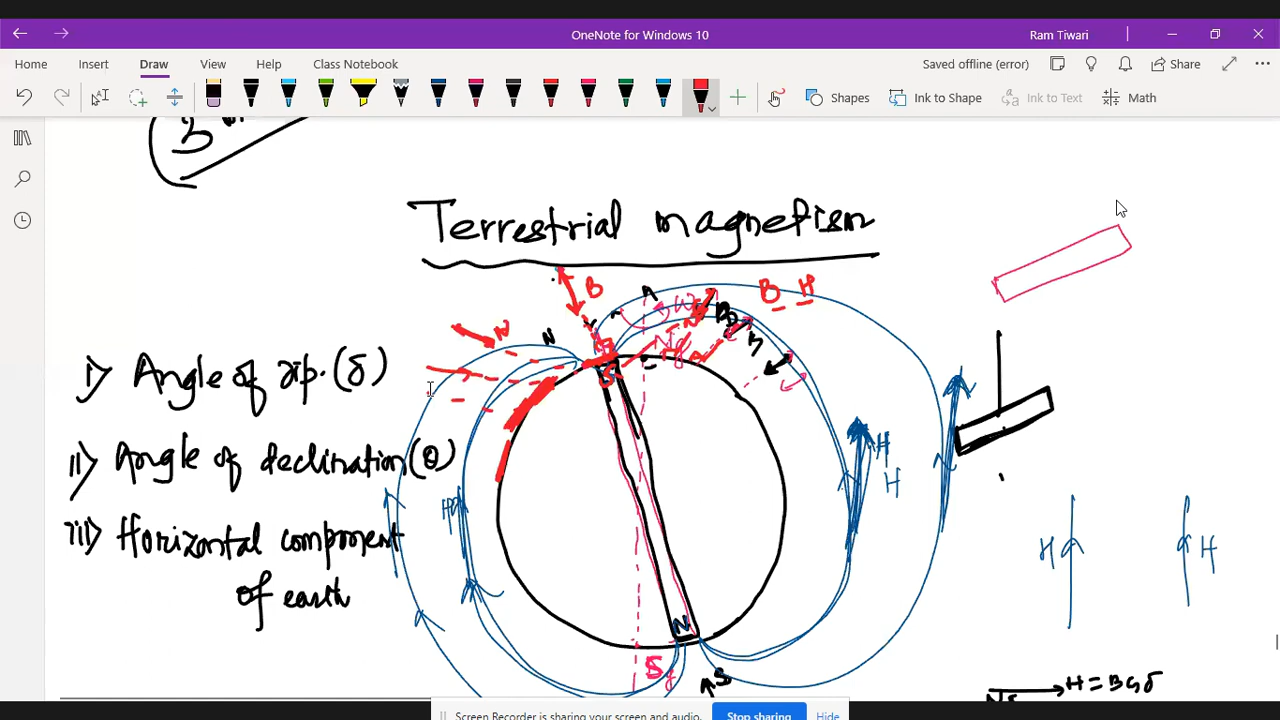 OneNote for Windows 10
Ram Tiwari
Home Insert Draw View Help Class Notebook
Saved offline (error) Share
Shapes Ink to Shape Ink to Text Math
Terrestrial magnetism
i) Angle of dip. (δ)
ii) Angle of declination (θ)
iii) Horizontal component
of earth
B
B H
N
N
H
H
H
H
N
S
S
H = B cos δ
Screen Recorder is sharing your screen and audio. Stop sharing Hide